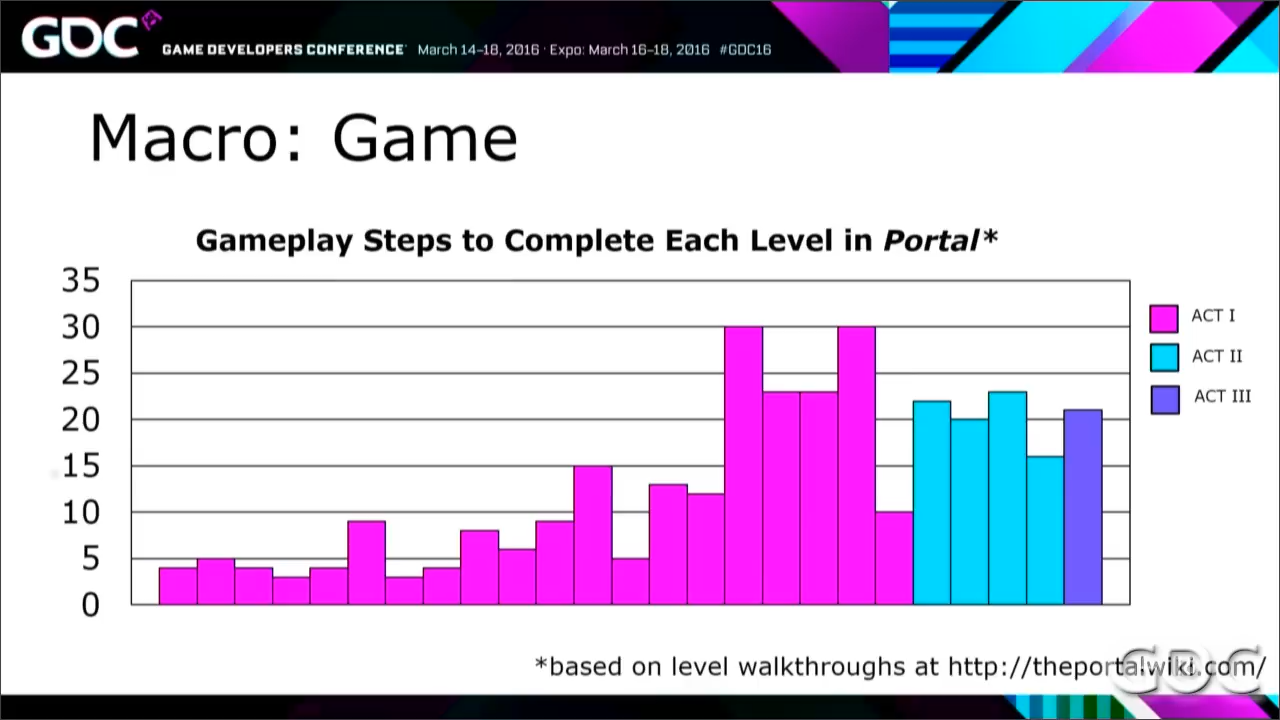 GDC
GAME DEVELOPERS CONFERENCE March 14-18, 2016 · Expo: March 16-18, 2016 #GDC16
Macro: Game
Gameplay Steps to Complete Each Level in Portal*
35
30
25
20
15
10
5
0
ACT I
ACT II
ACT III
*based on level walkthroughs at http://theportalwiki.com/
GDC